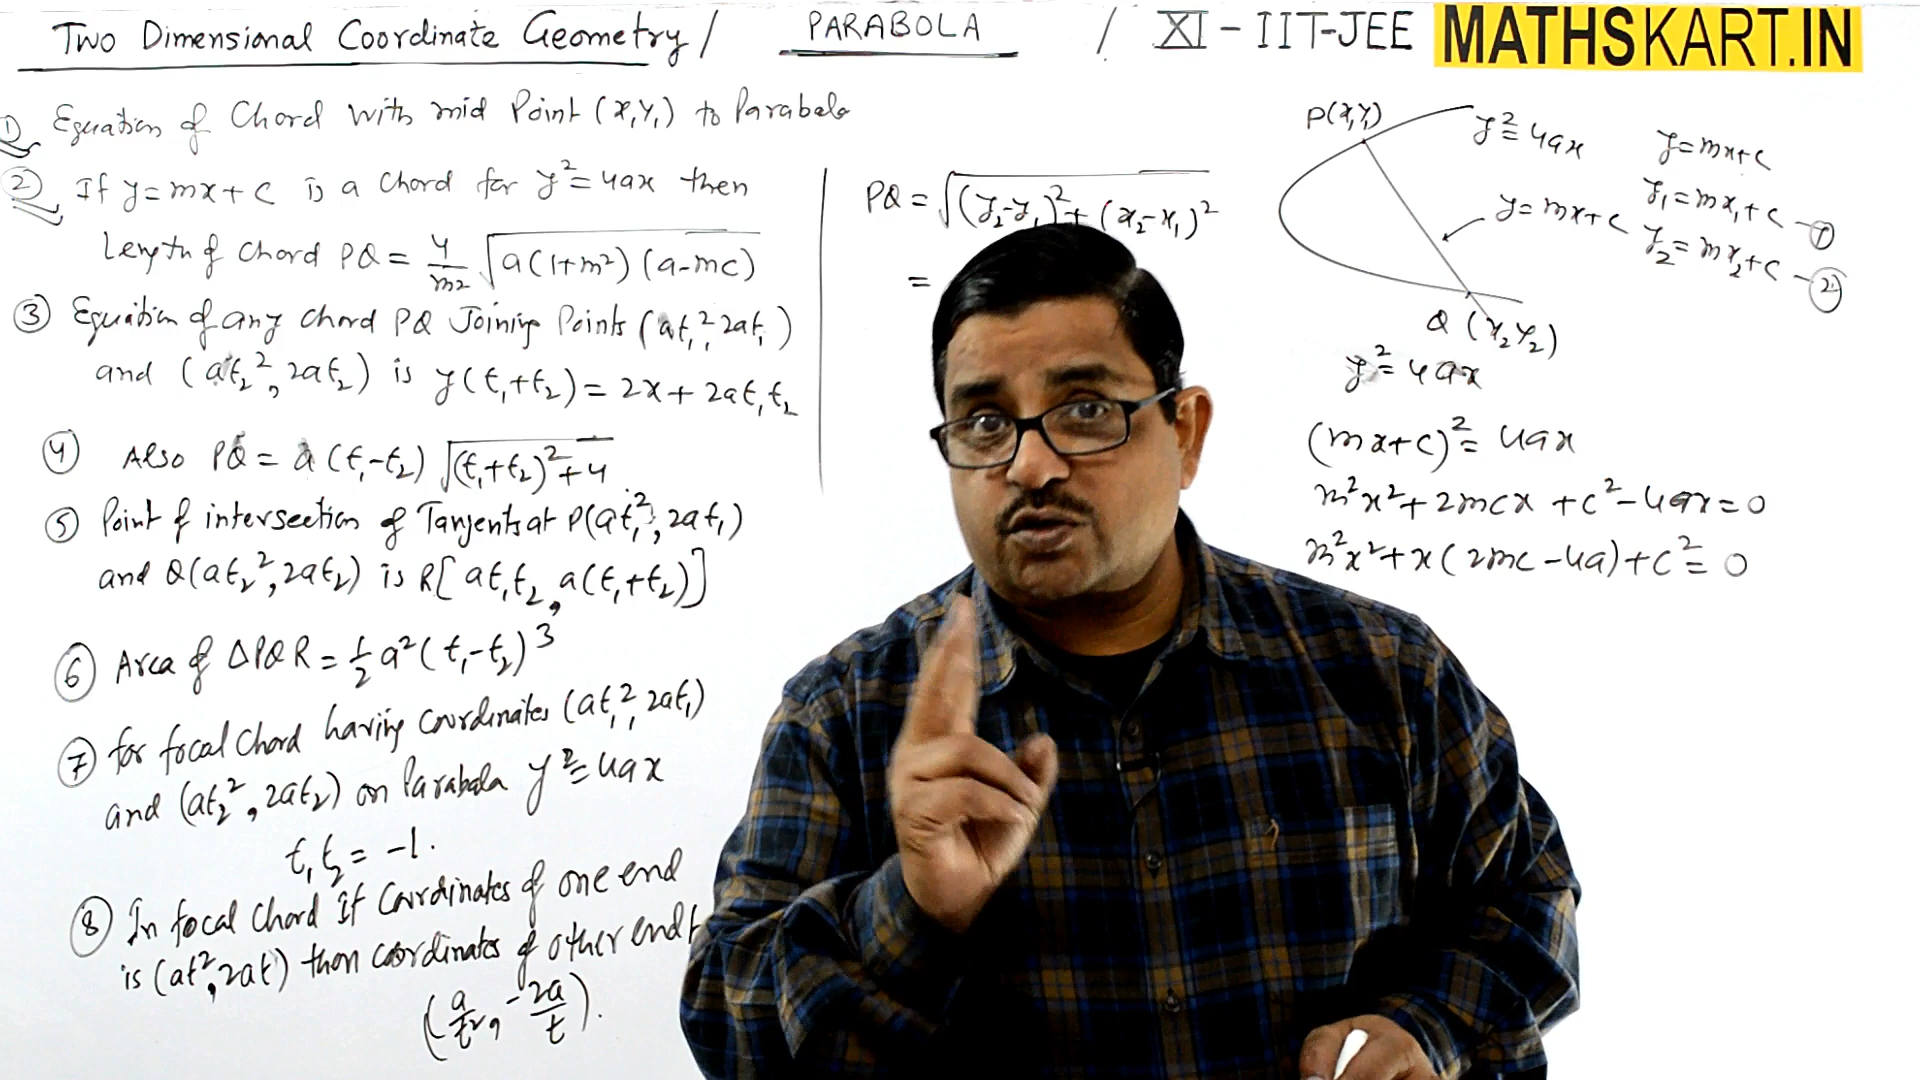 Two Dimensional Coordinate Geometry / PARABOLA / XI - IIT-JEE MATHSKART.IN
① Equation of Chord with mid Point (x,y₁) to Parabola
② If y=mx+c is a chord for y²=4ax then
Length of chord PQ = 4/m² √(a(1+m²)(a-mc))
③ Equation of any chord PQ Joining Points (at₁², 2at₁)
and (at₂², 2at₂) is y(t₁+t₂) = 2x + 2at₁t₂
④ Also PQ = a(t₁-t₂) √((t₁+t₂)²+4)
⑤ Point of intersection of Tangents at P(at₁², 2at₁)
and Q(at₂², 2at₂) is R[at₁t₂, a(t₁+t₂)]
⑥ Area of ΔPQR = 1/2 a²(t₁-t₂)³
⑦ for focal chord having coordinates (at₁², 2at₁)
and (at₂², 2at₂) on Parabola y²=4ax
t₁t₂ = -1.
⑧ In focal chord If coordinates of one end
is (at², 2at) then coordinates of other end
(a/t², -2a/t).
PQ = √((y₂-y₁)² + (x₂-x₁)²)
=
P(x₁y₁)
y²=4ax
y=mx+c
Q (x₂y₂)
y=mx+c
y₁=mx₁+c -①
y₂=mx₂+c -②
y²=4ax
(mx+c)²=4ax
m²x²+2mcx+c²-4ax=0
m²x²+x(2mc-4a)+c²=0